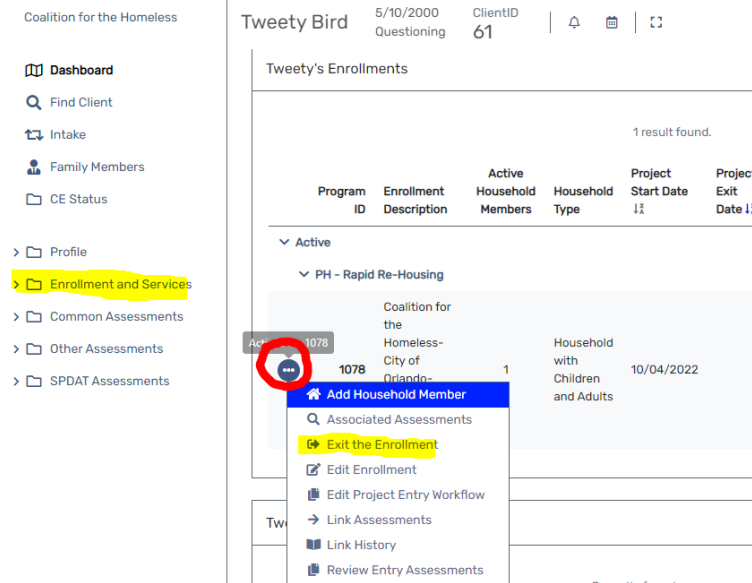 Coalition for the Homeless
Dashboard
Find Client
Intake
Family Members
CE Status
Profile
Enrollment and Services
Common Assessments
Other Assessments
SPDAT Assessments
Tweety Bird
5/10/2000
Questioning
ClientID
61
Tweety's Enrollments
1 result found.
Program
ID
Enrollment
Description
Active
Household
Members
Household
Type
Project
Start Date
Project
Exit
Date
Active
PH - Rapid Re-Housing
1078
1078
Coalition for
the
Homeless-
City of
Orlando-
1
Household
with
Children
and Adults
10/04/2022
Add Household Member
Associated Assessments
Exit the Enrollment
Edit Enrollment
Edit Project Entry Workflow
Link Assessments
Link History
Review Entry Assessments